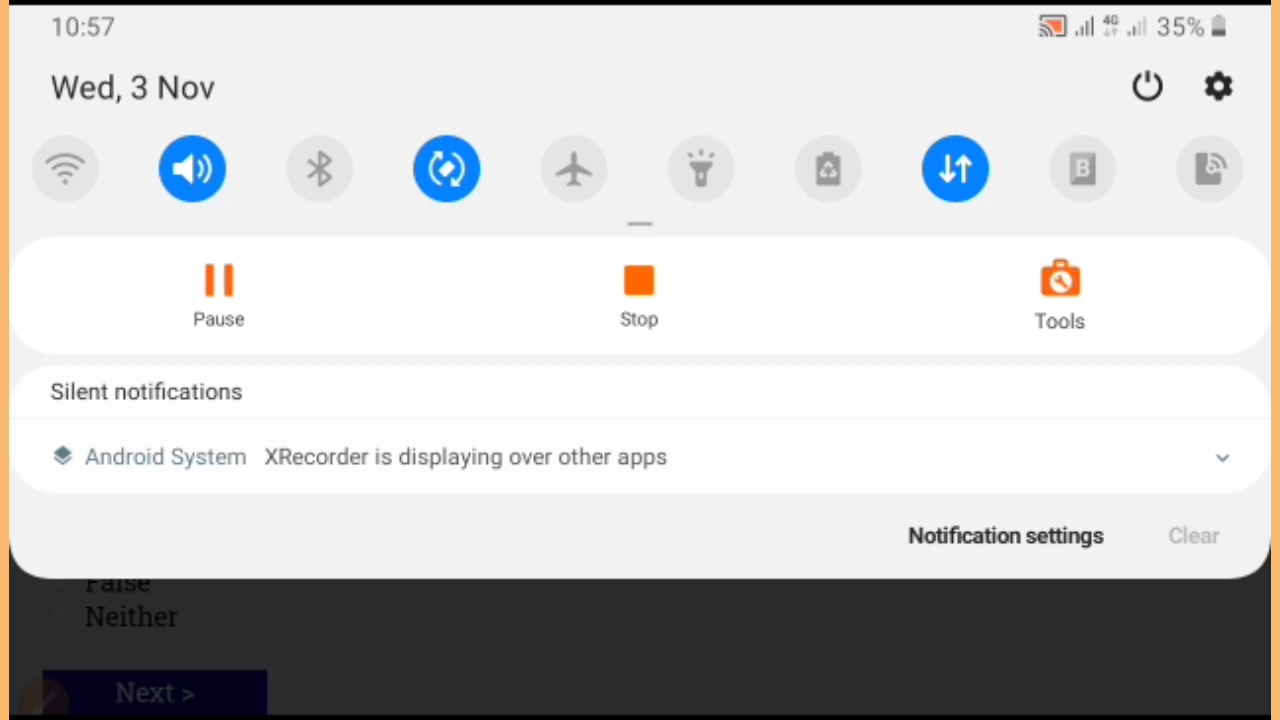 10:57
4G
35%
Wed, 3 Nov
B
Pause
Stop
Tools
Silent notifications
Android System XRecorder is displaying over other apps
Notification settings
Clear
False
Neither
Next >